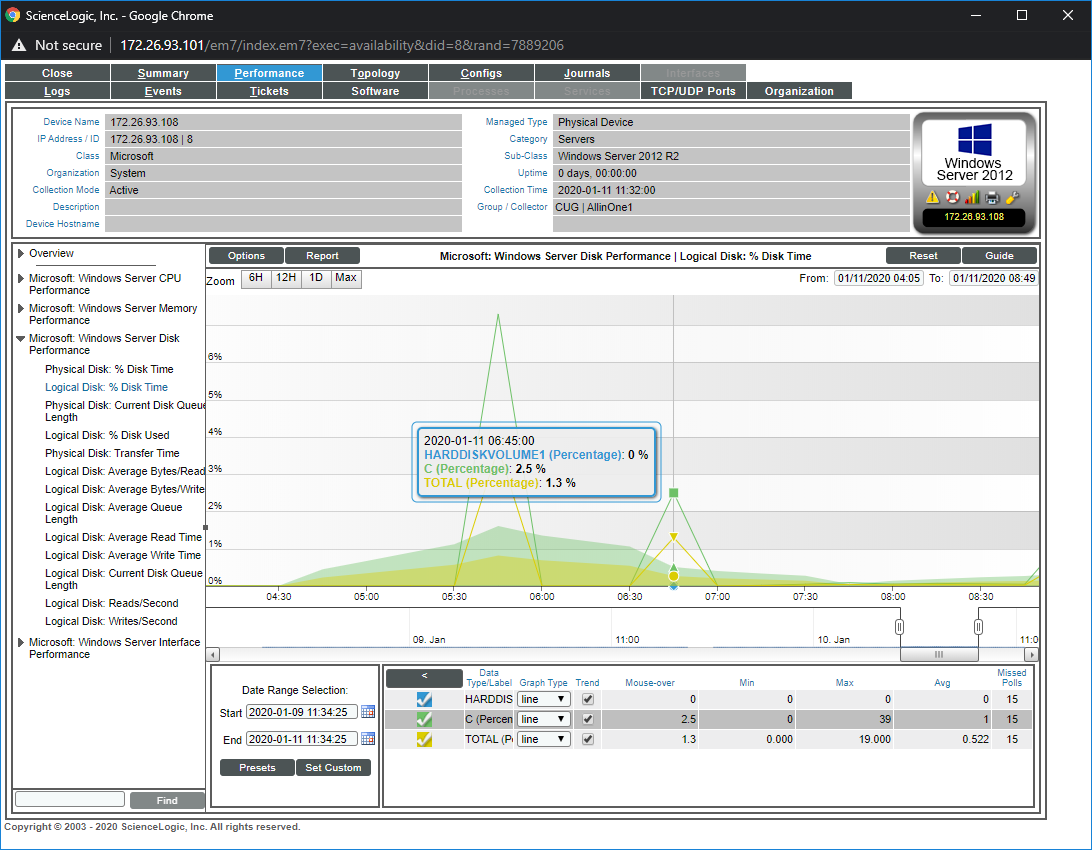 ScienceLogic, Inc. - Google Chrome
Not secure | 172.26.93.101/em7/index.em7?exec=availability&did=8&rand=7889206
Close Summary Performance Topology Configs Journals Interfaces
Logs Events Tickets Software Processes Services TCP/UDP Ports Organization
Device Name 172.26.93.108 Managed Type Physical Device
IP Address / ID 172.26.93.108 | 8 Category Servers
Class Microsoft Sub-Class Windows Server 2012 R2
Organization System Uptime 0 days, 00:00:00
Collection Mode Active Collection Time 2020-01-11 11:32:00
Description Group / Collector CUG | AllinOne1
Device Hostname
Windows
Server 2012
172.26.93.108
Overview
Microsoft: Windows Server CPU
Performance
Microsoft: Windows Server Memory
Performance
Microsoft: Windows Server Disk
Performance
Physical Disk: % Disk Time
Logical Disk: % Disk Time
Physical Disk: Current Disk Queue
Length
Logical Disk: % Disk Used
Physical Disk: Transfer Time
Logical Disk: Average Bytes/Read
Logical Disk: Average Bytes/Write
Logical Disk: Average Queue
Length
Logical Disk: Average Read Time
Logical Disk: Average Write Time
Logical Disk: Current Disk Queue
Length
Logical Disk: Reads/Second
Logical Disk: Writes/Second
Microsoft: Windows Server Interface
Performance
Find
Options Report Microsoft: Windows Server Disk Performance | Logical Disk: % Disk Time Reset Guide
Zoom 6H 12H 1D Max From: 01/11/2020 04:05 To: 01/11/2020 08:49
6%
5%
4%
3%
2%
1%
0%
2020-01-11 06:45:00
HARDDISKVOLUME1 (Percentage): 0 %
C (Percentage): 2.5 %
TOTAL (Percentage): 1.3 %
04:30 05:00 05:30 06:00 06:30 07:00 07:30 08:00 08:30
09. Jan 11:00 10. Jan 11:0
Date Range Selection:
Start 2020-01-09 11:34:25
End 2020-01-11 11:34:25
Presets Set Custom
< Data Type/Label Graph Type Trend Mouse-over Min Max Avg Missed Polls
HARDDIS line 0 0 0 0 15
C (Percen line 2.5 0 39 1 15
TOTAL (P line 1.3 0.000 19.000 0.522 15
Copyright © 2003 - 2020 ScienceLogic, Inc. All rights reserved.